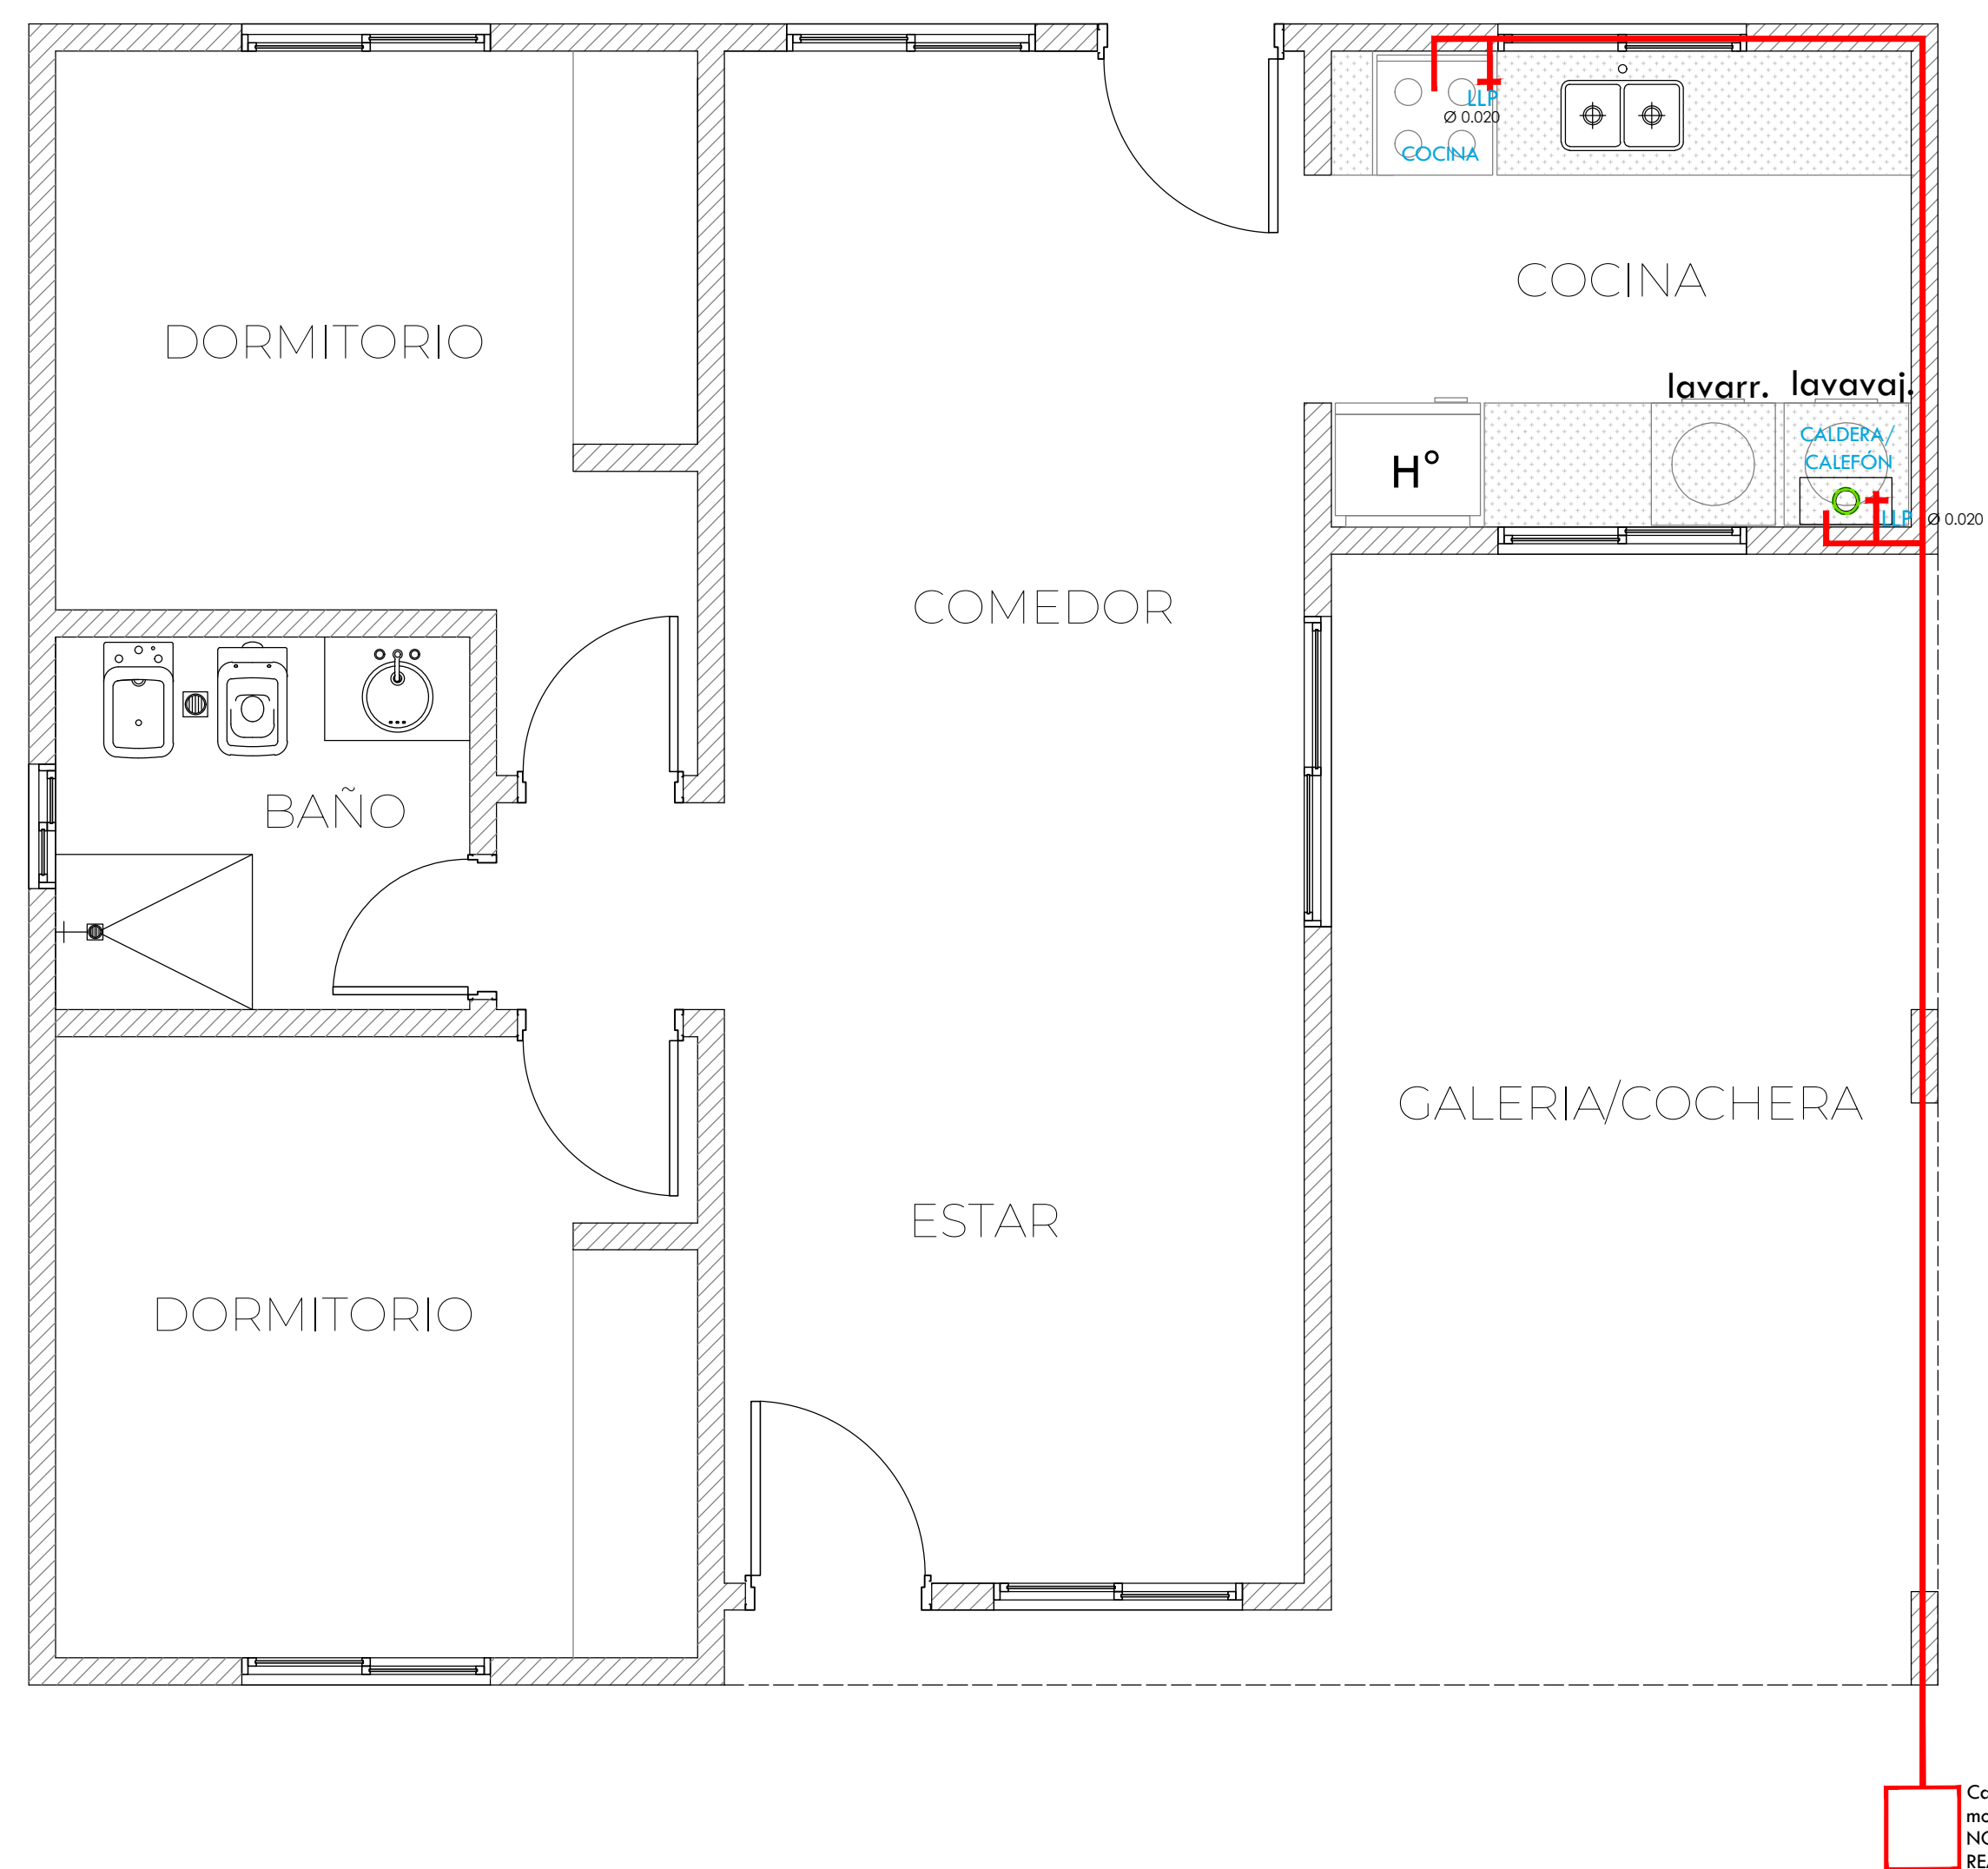 LLP
Ø 0.020
COCINA
COCINA
DORMITORIO
lavarr.
lavavaj.
CALDERA/
CALEFÓN
H°
LLP
Ø 0.020
COMEDOR
BAÑO
GALERIA/COCHERA
ESTAR
DORMITORIO